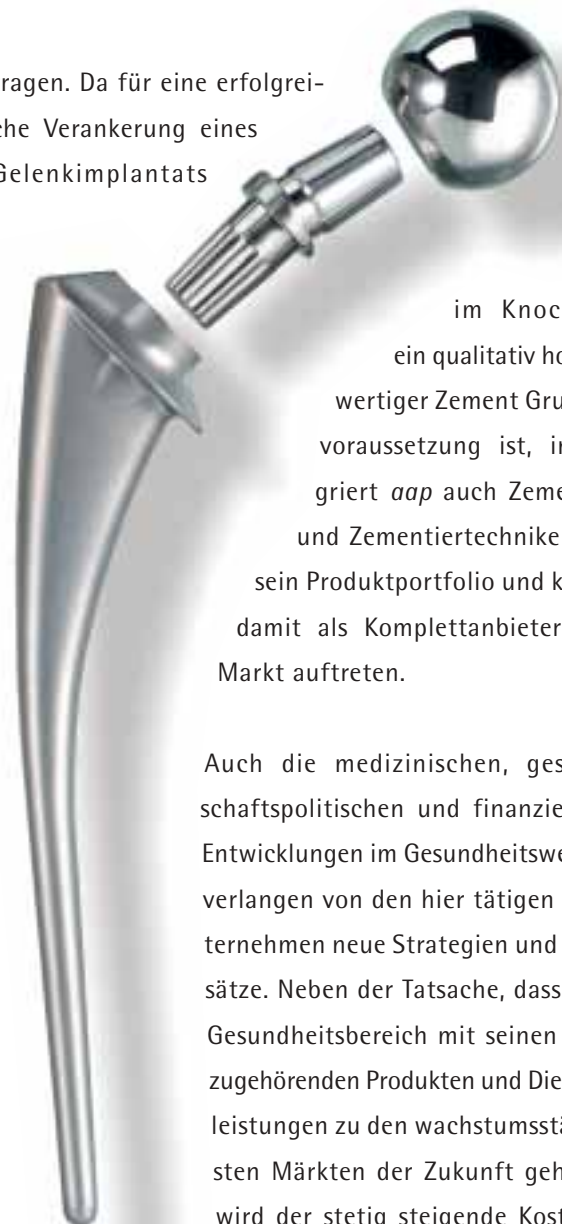 ragen. Da für eine erfolgrei-
che Verankerung eines
Gelenkimplantats
im Knoc
ein qualitativ ho
wertiger Zement Gru
voraussetzung ist, in
griert aap auch Zeme
und Zementiertechnike
sein Produktportfolio und k
damit als Komplettanbieter
Markt auftreten.
Auch die medizinischen, ges
schaftspolitischen und finanzie
Entwicklungen im Gesundheitswe
verlangen von den hier tätigen
ternehmen neue Strategien und
sätze. Neben der Tatsache, dass
Gesundheitsbereich mit seinen
zugehörenden Produkten und Die
leistungen zu den wachstumsstä
sten Märkten der Zukunft geh
wird der stetig steigende Kost